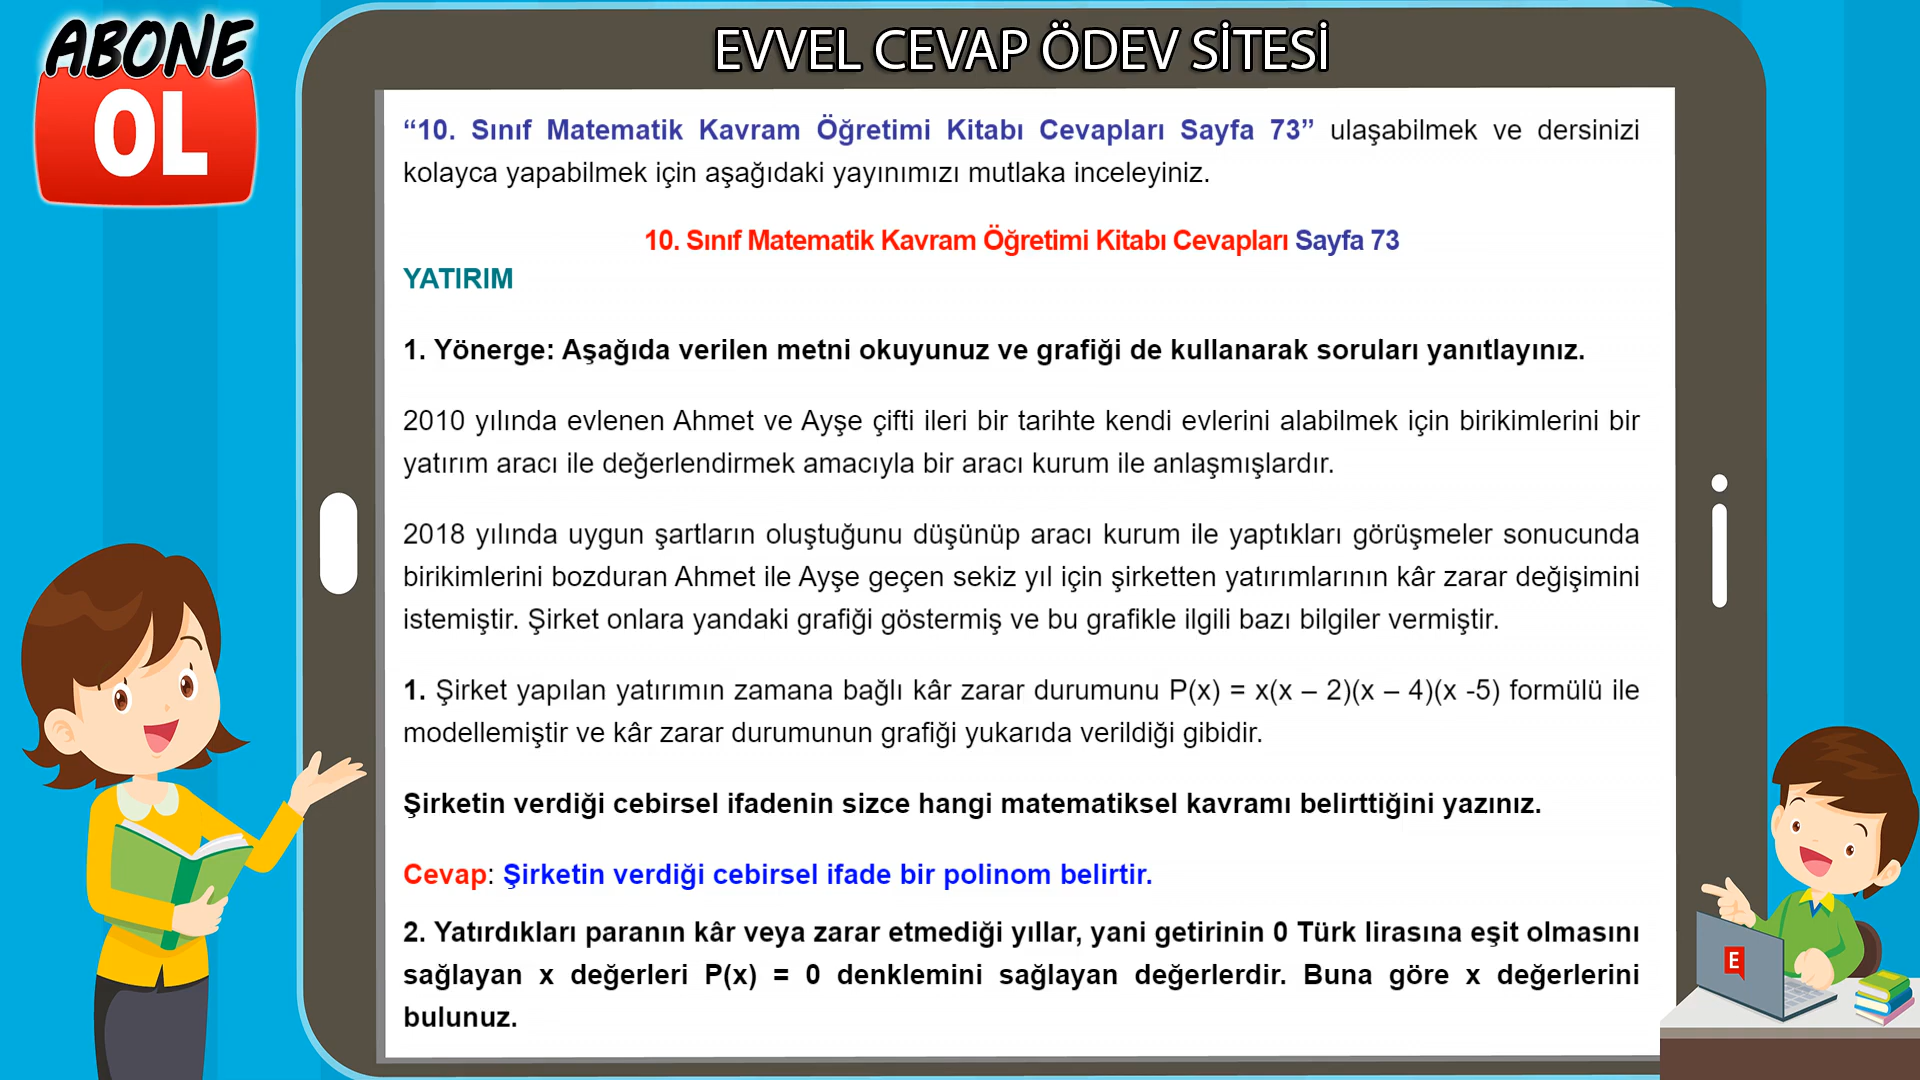 ABONE
OL
EVVEL CEVAP ÖDEV SİTESİ
“10. Sınıf Matematik Kavram Öğretimi Kitabı Cevapları Sayfa 73” ulaşabilmek ve dersinizi
kolayca yapabilmek için aşağıdaki yayınımızı mutlaka inceleyiniz.
10. Sınıf Matematik Kavram Öğretimi Kitabı Cevapları Sayfa 73
YATIRIM
1. Yönerge: Aşağıda verilen metni okuyunuz ve grafiği de kullanarak soruları yanıtlayınız.
2010 yılında evlenen Ahmet ve Ayşe çifti ileri bir tarihte kendi evlerini alabilmek için birikimlerini bir
yatırım aracı ile değerlendirmek amacıyla bir aracı kurum ile anlaşmışlardır.
2018 yılında uygun şartların oluştuğunu düşünüp aracı kurum ile yaptıkları görüşmeler sonucunda
birikimlerini bozduran Ahmet ile Ayşe geçen sekiz yıl için şirketten yatırımlarının kâr zarar değişimini
istemiştir. Şirket onlara yandaki grafiği göstermiş ve bu grafikle ilgili bazı bilgiler vermiştir.
1. Şirket yapılan yatırımın zamana bağlı kâr zarar durumunu P(x) = x(x – 2)(x – 4)(x -5) formülü ile
modellemiştir ve kâr zarar durumunun grafiği yukarıda verildiği gibidir.
Şirketin verdiği cebirsel ifadenin sizce hangi matematiksel kavramı belirttiğini yazınız.
Cevap: Şirketin verdiği cebirsel ifade bir polinom belirtir.
2. Yatırdıkları paranın kâr veya zarar etmediği yıllar, yani getirinin 0 Türk lirasına eşit olmasını
sağlayan x değerleri P(x) = 0 denklemini sağlayan değerlerdir. Buna göre x değerlerini
bulunuz.
E